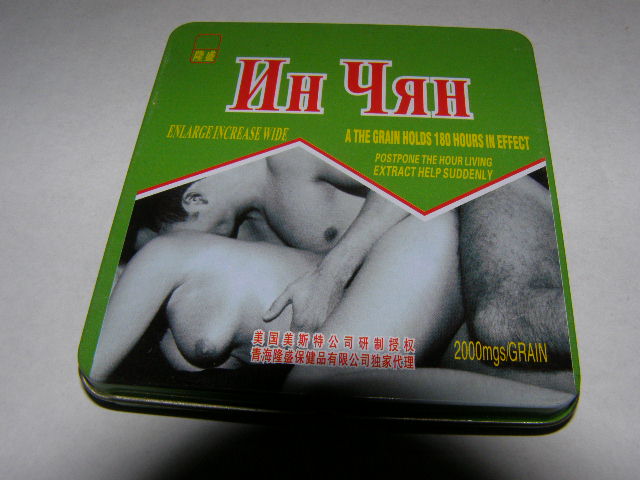 隆盛
Ин Чян
ENLARGE INCREASE WIDE
A THE GRAIN HOLDS 180 HOURS IN EFFECT
POSTPONE THE HOUR LIVING
EXTRACT HELP SUDDENLY
美国美斯特公司研制授权
青海隆盛保健品有限公司独家代理
2000mgs/GRAIN